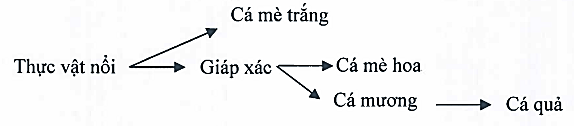 Cá mè trắng
Thực vật nổi
Giáp xác
Cá mè hoa
Cá mương
Cá quả